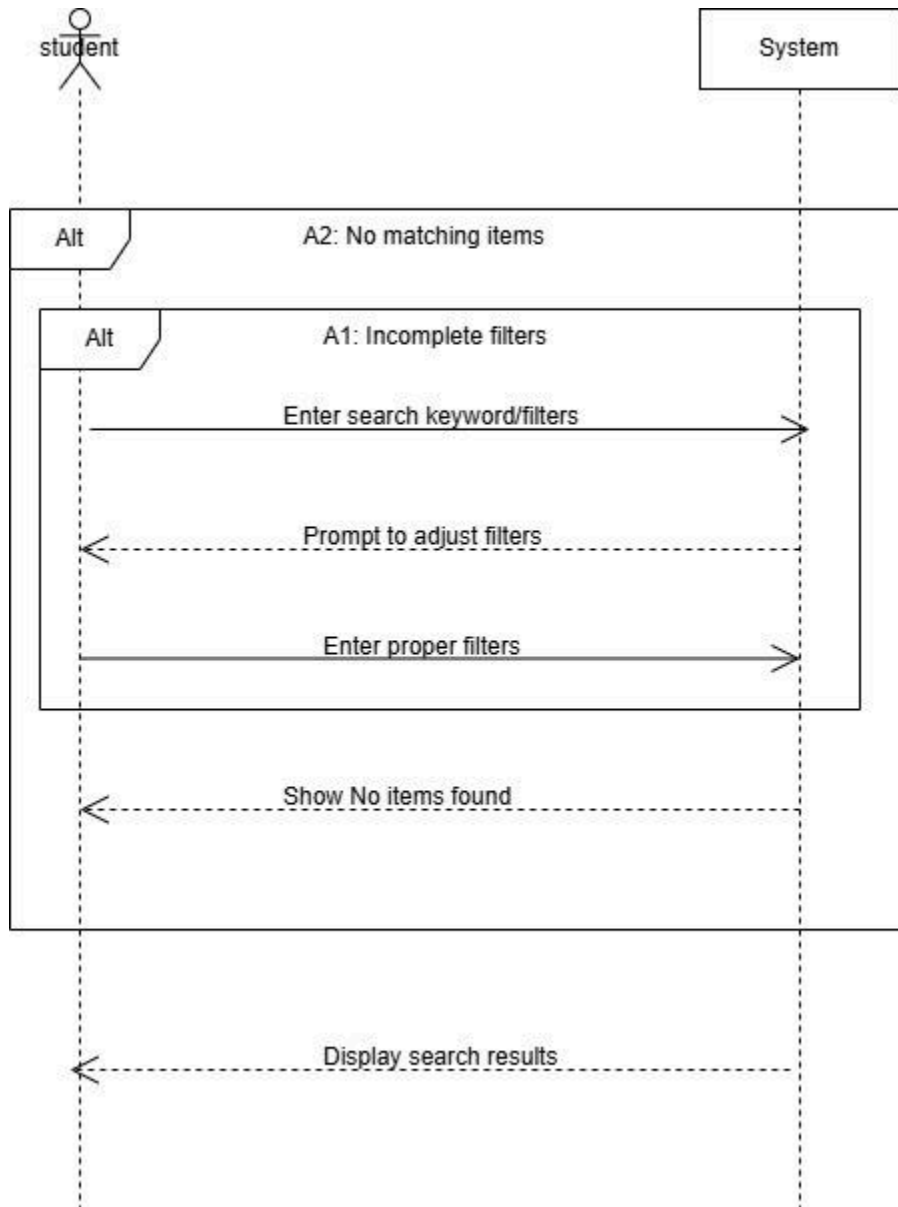 student
System
Alt
A2: No matching items
Alt
A1: Incomplete filters
Enter search keyword/filters
Prompt to adjust filters
Enter proper filters
Show No items found
Display search results